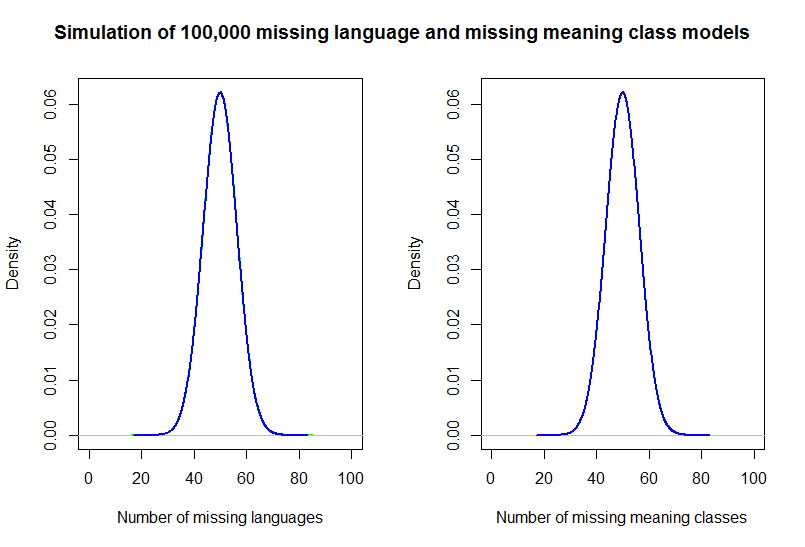 Simulation of 100,000 missing language and missing meaning class models
Density
0.06
0.05
0.04
0.03
0.02
0.01
0.00
0 20 40 60 80 100
Number of missing languages
Density
0.06
0.05
0.04
0.03
0.02
0.01
0.00
0 20 40 60 80 100
Number of missing meaning classes